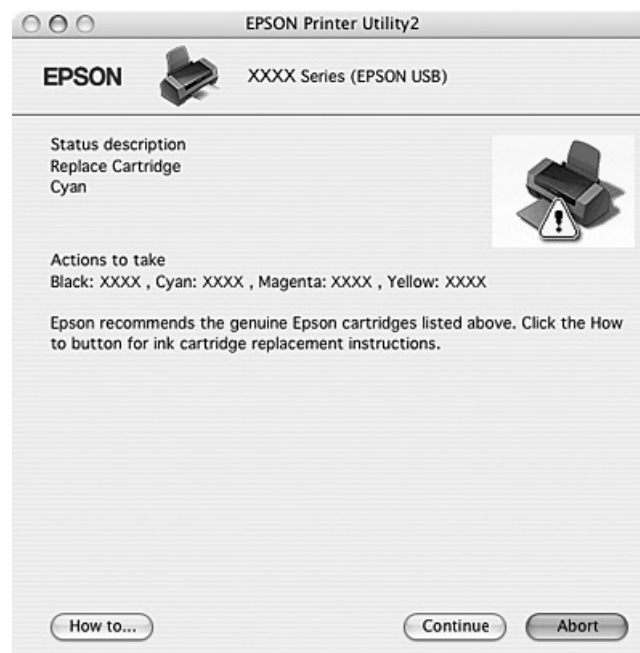 EPSON Printer Utility2
EPSON
XXXX Series (EPSON USB)
Status description
Replace Cartridge
Cyan
Actions to take
Black: XXXX , Cyan: XXXX , Magenta: XXXX , Yellow: XXXX
Epson recommends the genuine Epson cartridges listed above. Click the How
to button for ink cartridge replacement instructions.
How to...
Continue
Abort